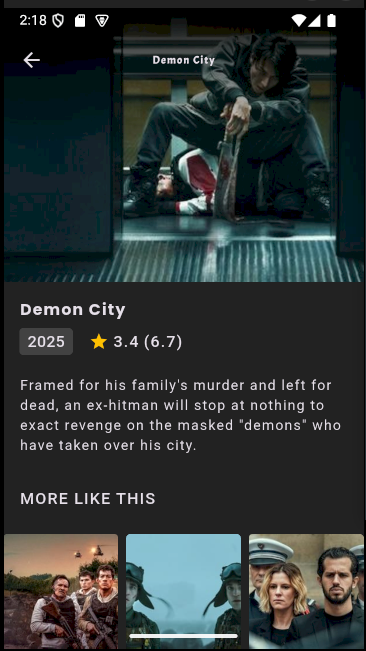 2:18
Demon City
Demon City
2025
3.4 (6.7)
Framed for his family's murder and left for
dead, an ex-hitman will stop at nothing to
exact revenge on the masked "demons" who
have taken over his city.
MORE LIKE THIS